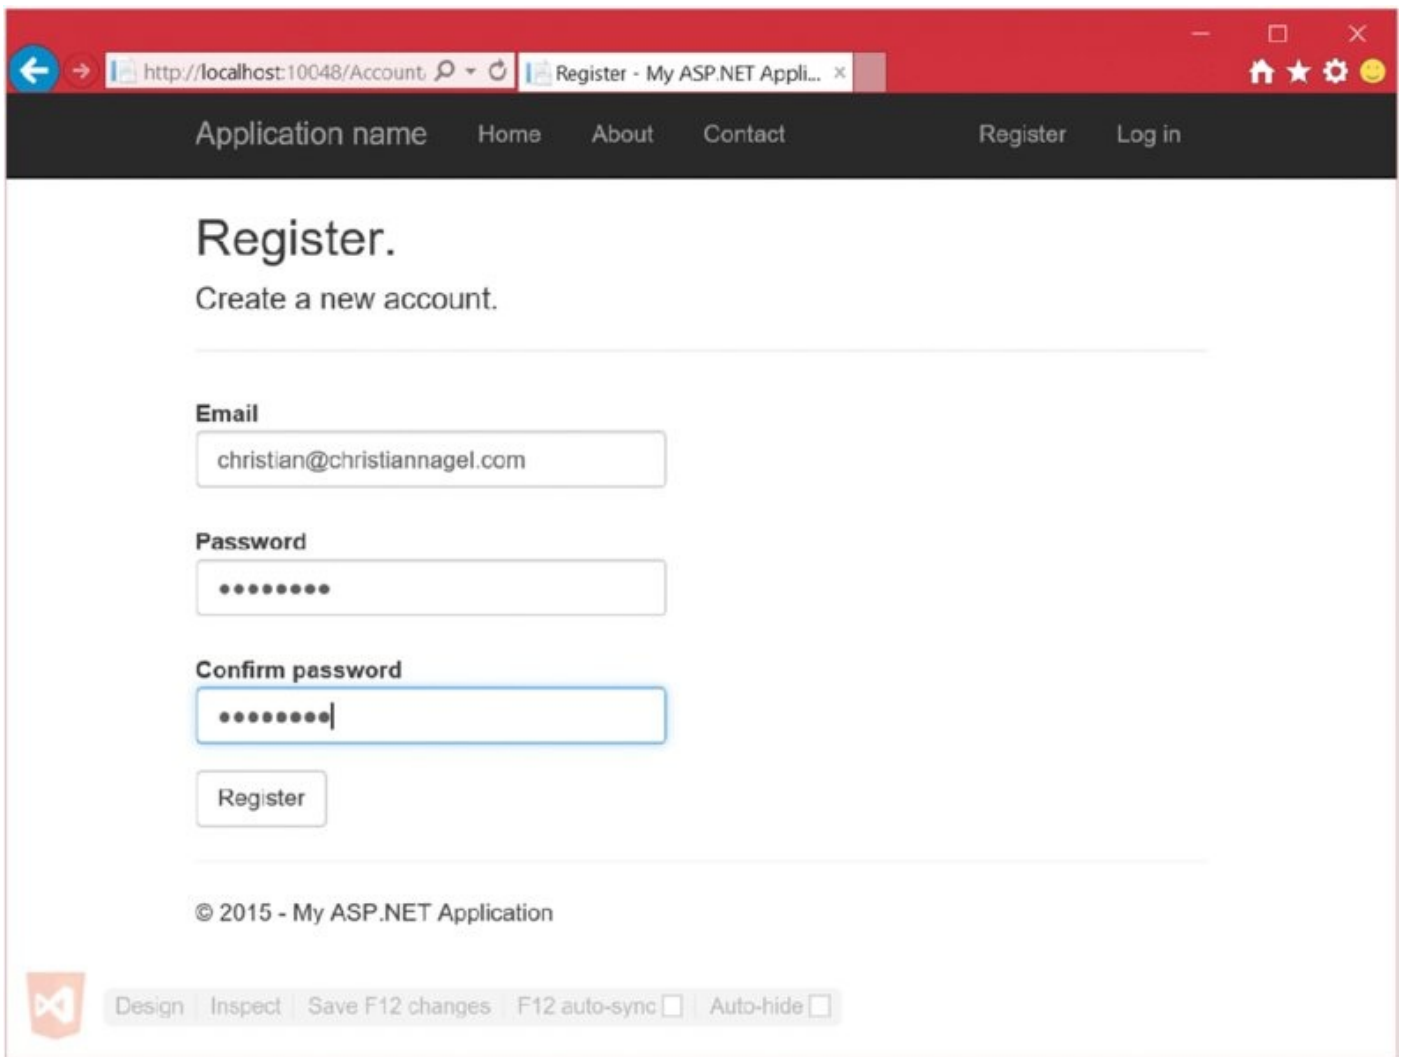 http://localhost:10048/Account/
Register - My ASP.NET Appli...
Application name Home About Contact Register Log in
Register.
Create a new account.
Email
christian@christiannagel.com
Password
••••••••
Confirm password
••••••••
Register
© 2015 - My ASP.NET Application
Design Inspect Save F12 changes F12 auto-sync Auto-hide